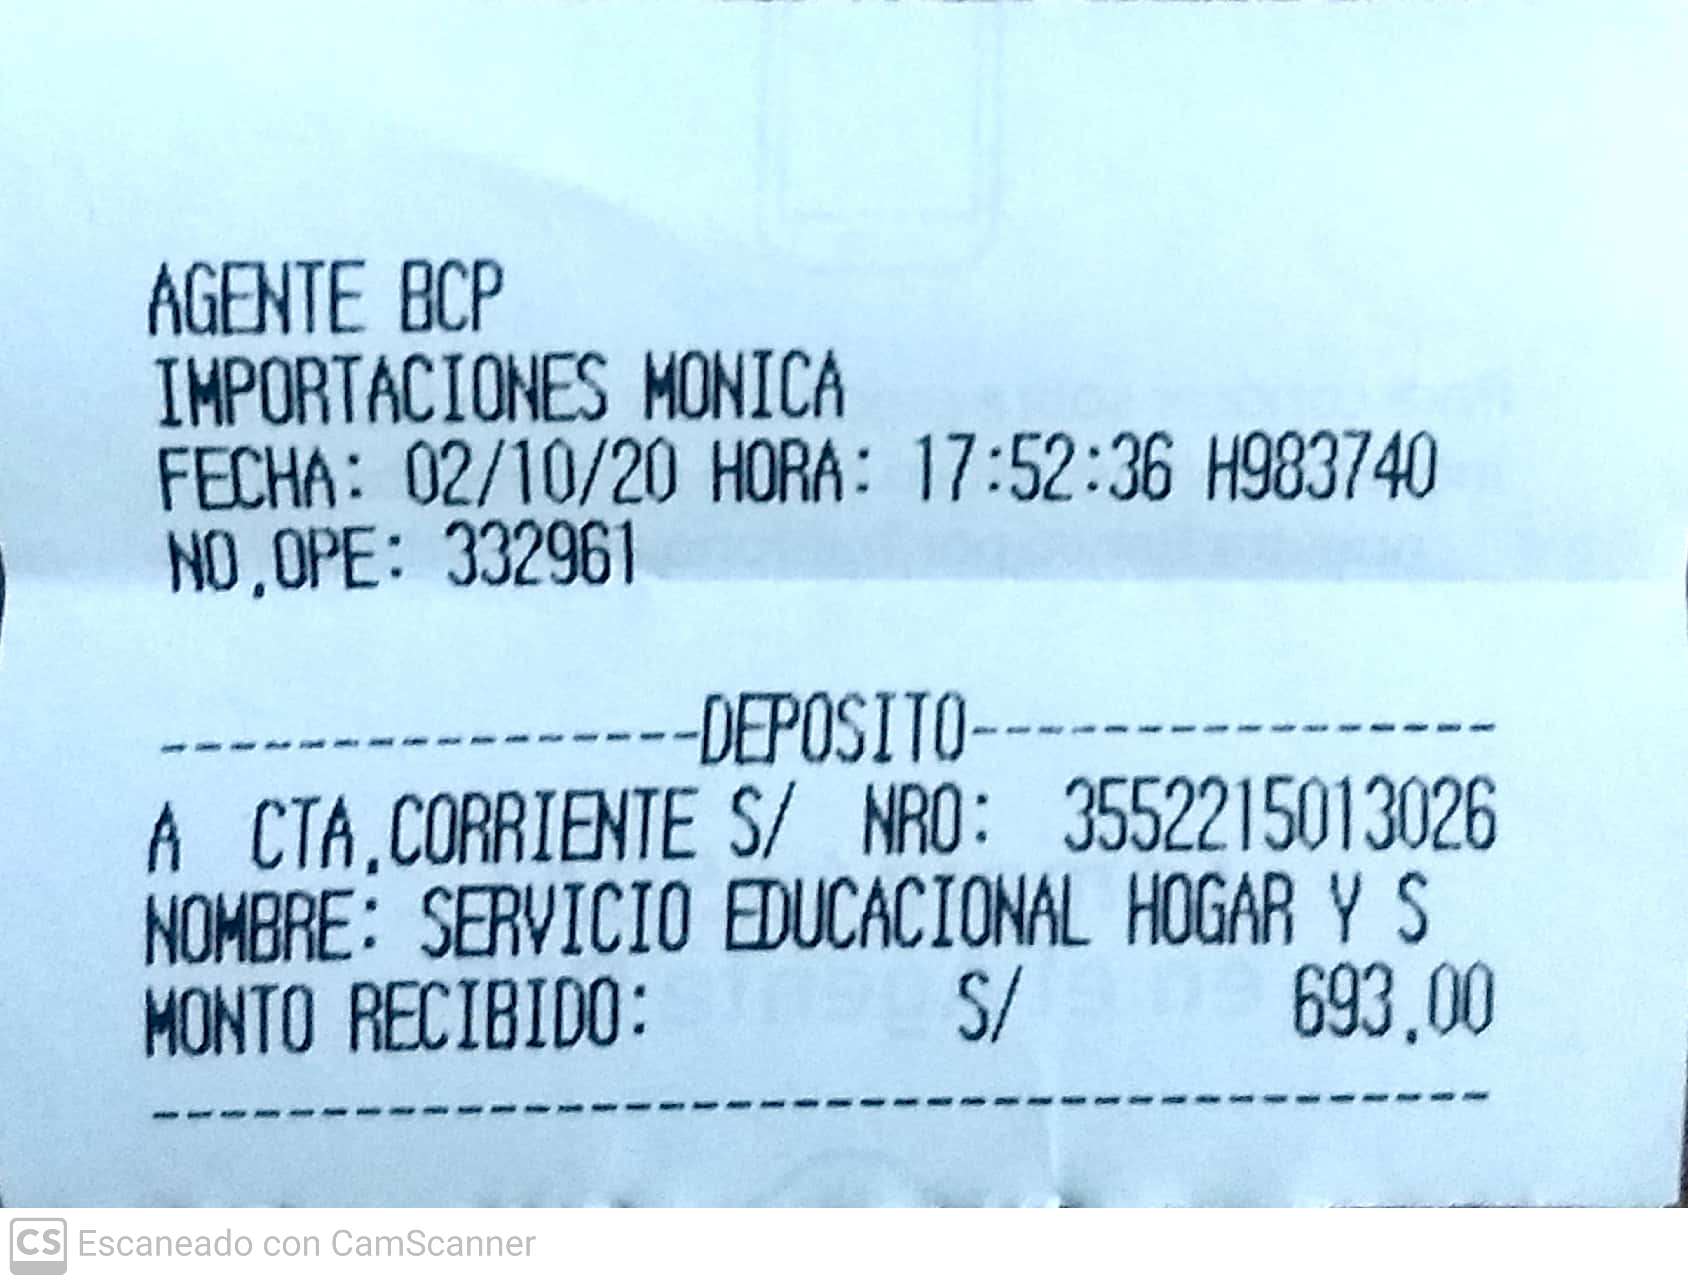 AGENTE BCP
IMPORTACIONES MONICA
FECHA: 02/10/20 HORA: 17:52:36 H983740
NO.OPE: 332961
-----------------DEPOSITO----------------
A CTA.CORRIENTE S/ NRO: 3552215013026
NOMBRE: SERVICIO EDUCACIONAL HOGAR Y S
MONTO RECIBIDO: S/ 693.00
----------------------------------------
CS Escaneado con CamScanner